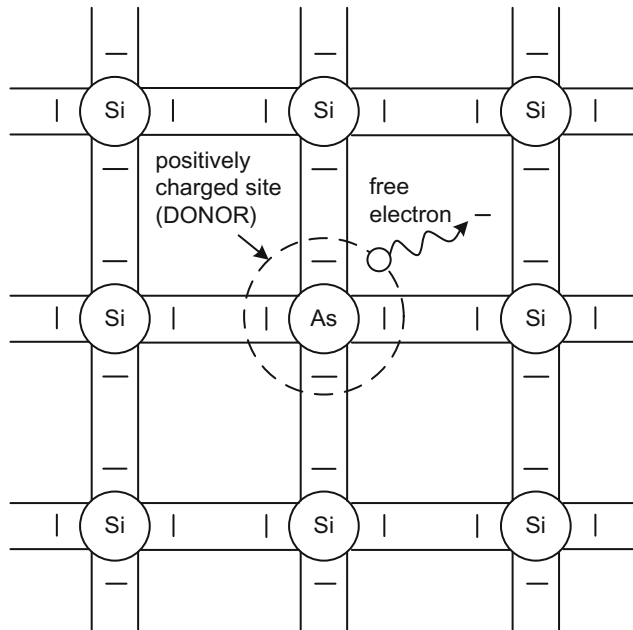 Si Si Si
positively
charged site
(DONOR)
free
electron
Si As Si
Si Si Si